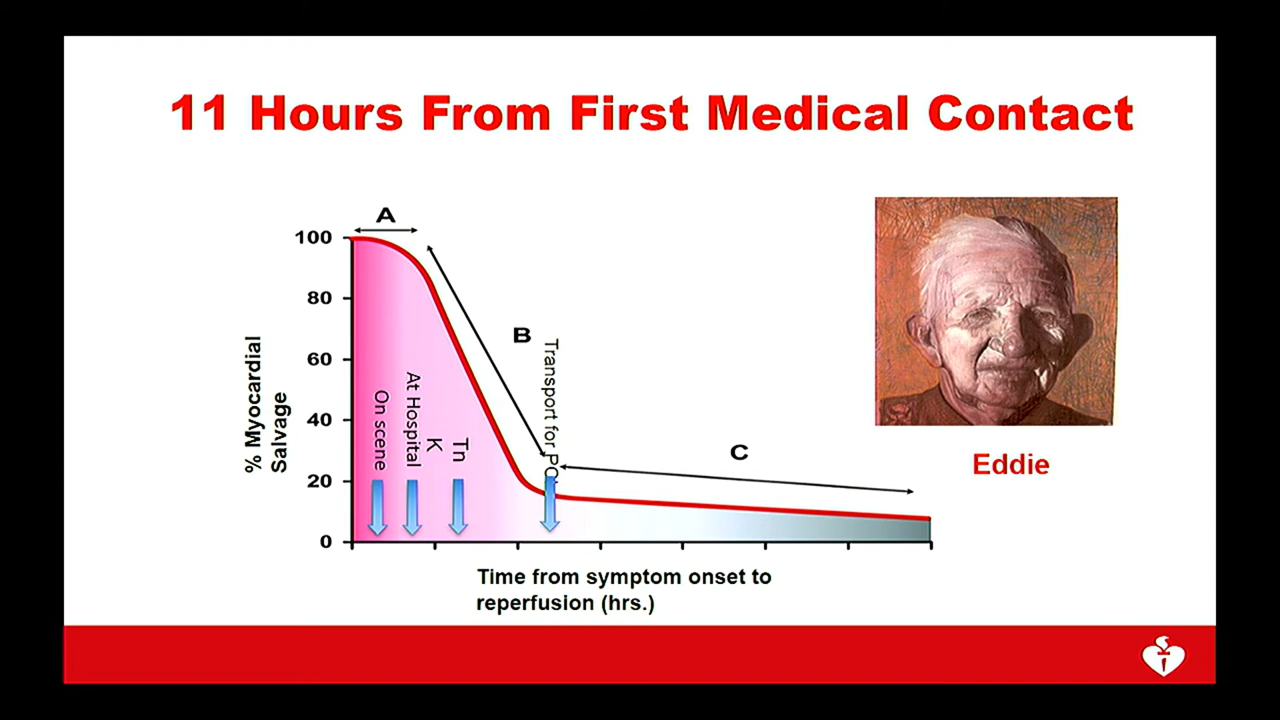 11 Hours From First Medical Contact
A
100
80
60
40
20
0
% Myocardial
Salvage
On scene
At Hospital
Tn
K
B
Transport for PC
C
Time from symptom onset to
reperfusion (hrs.)
Eddie